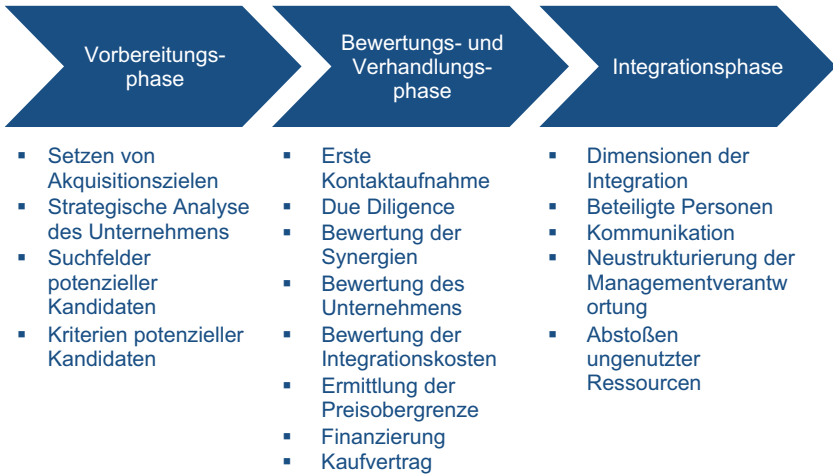 Vorbereitungs-
phase
Bewertungs- und
Verhandlungs-
phase
Integrationsphase
▪ Setzen von
Akquisitionszielen
▪ Strategische Analyse
des Unternehmens
▪ Suchfelder
potenzieller
Kandidaten
▪ Kriterien potenzieller
Kandidaten
▪ Erste
Kontaktaufnahme
▪ Due Diligence
▪ Bewertung der
Synergien
▪ Bewertung des
Unternehmens
▪ Bewertung der
Integrationskosten
▪ Ermittlung der
Preisobergrenze
▪ Finanzierung
▪ Kaufvertrag
▪ Dimensionen der
Integration
▪ Beteiligte Personen
▪ Kommunikation
▪ Neustrukturierung der
Managementverantw
ortung
▪ Abstoßen
ungenutzter
Ressourcen